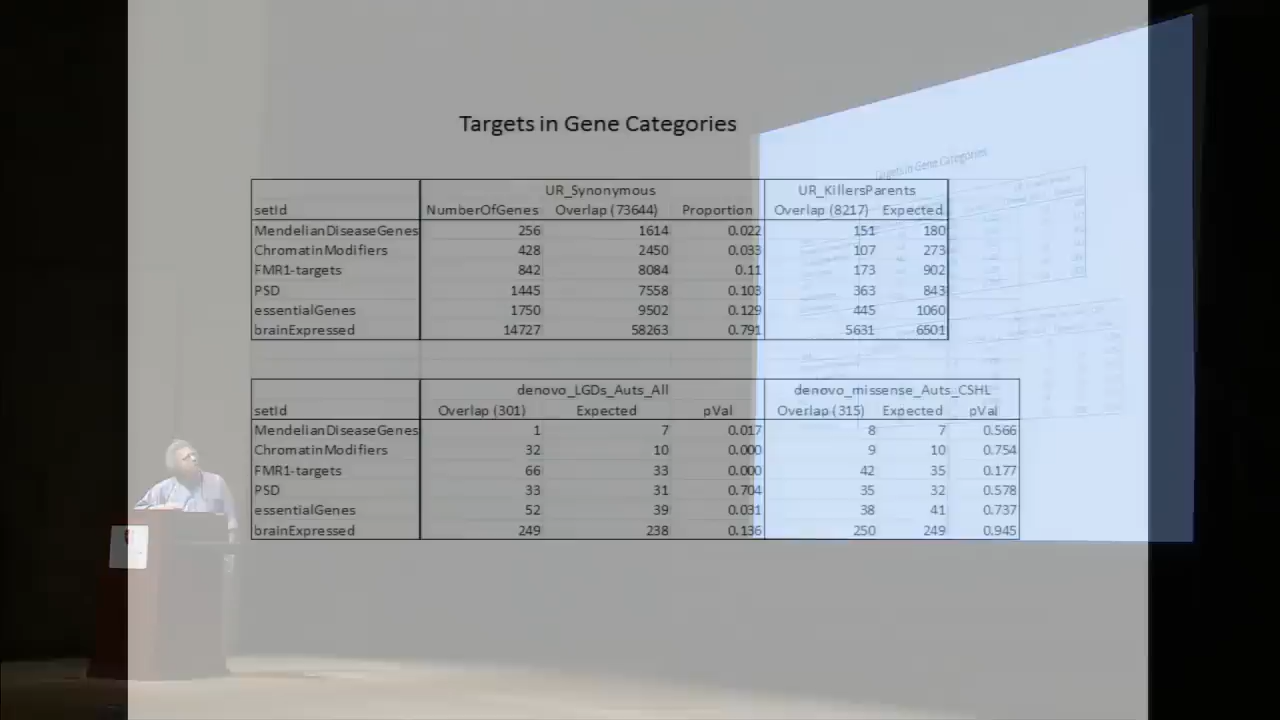 Targets in Gene Categories
UR_Synonymous UR_KillersParents
setId NumberOfGenes Overlap (73644) Proportion Overlap (8217) Expected
MendelianDiseaseGenes 256 1614 0.022 151 180
ChromatinModifiers 428 2450 0.033 107 273
FMR1-targets 842 8084 0.11 173 902
PSD 1445 7558 0.103 363 843
essentialGenes 1750 9502 0.129 445 1060
brainExpressed 14727 58263 0.791 5631 6501
denovo_LGDs_Auts_All denovo_missense_Auts_CSHL
setId Overlap (301) Expected pVal Overlap (315) Expected pVal
MendelianDiseaseGenes 1 7 0.017 8 7 0.566
ChromatinModifiers 32 10 0.000 9 10 0.754
FMR1-targets 66 33 0.000 42 35 0.177
PSD 33 31 0.704 35 32 0.578
essentialGenes 52 39 0.031 38 41 0.737
brainExpressed 249 238 0.136 250 249 0.945
Targets in Gene Categories